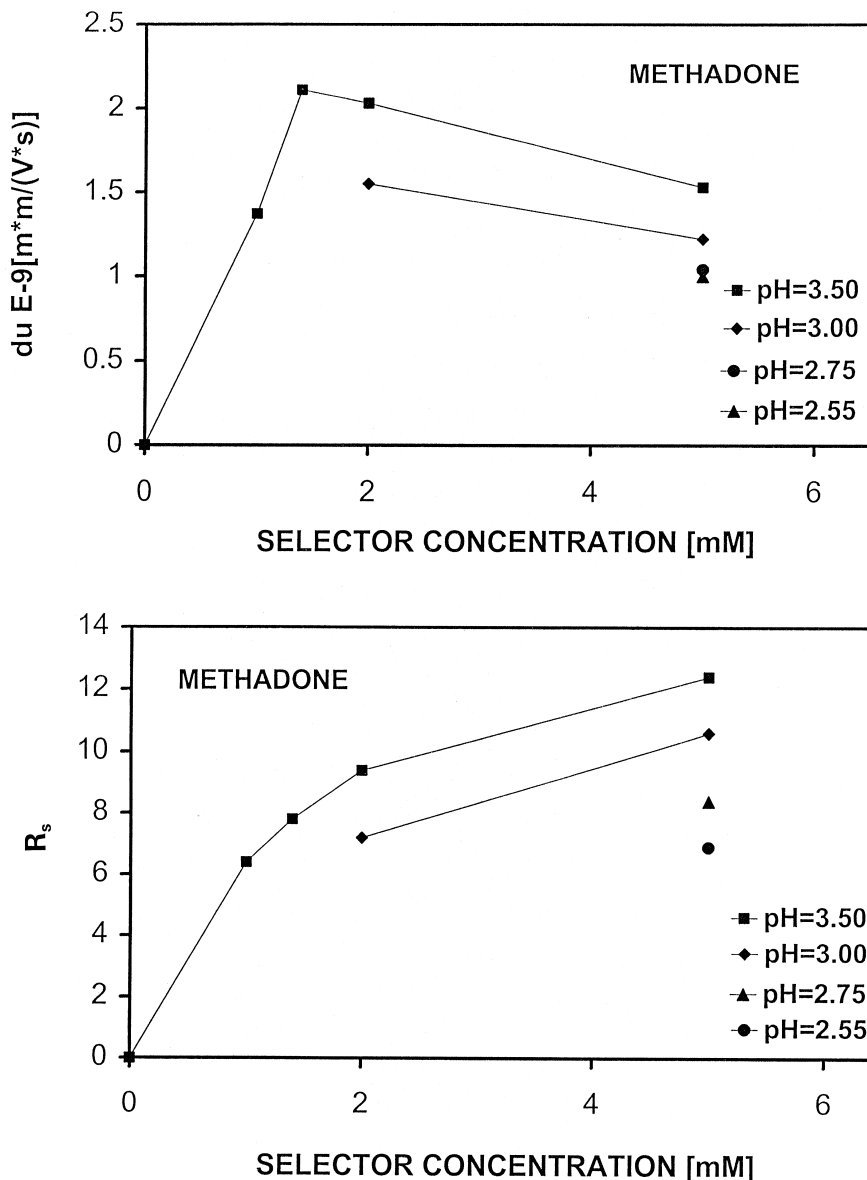 2.5
METHADONE
2
1.5
1
0.5
0
du E-9[m*m/(V*s)]
pH=3.50
pH=3.00
pH=2.75
pH=2.55
0 2 4 6
SELECTOR CONCENTRATION [mM]
14
METHADONE
12
10
8
6
4
2
0
Rs
pH=3.50
pH=3.00
pH=2.75
pH=2.55
0 2 4 6
SELECTOR CONCENTRATION [mM]